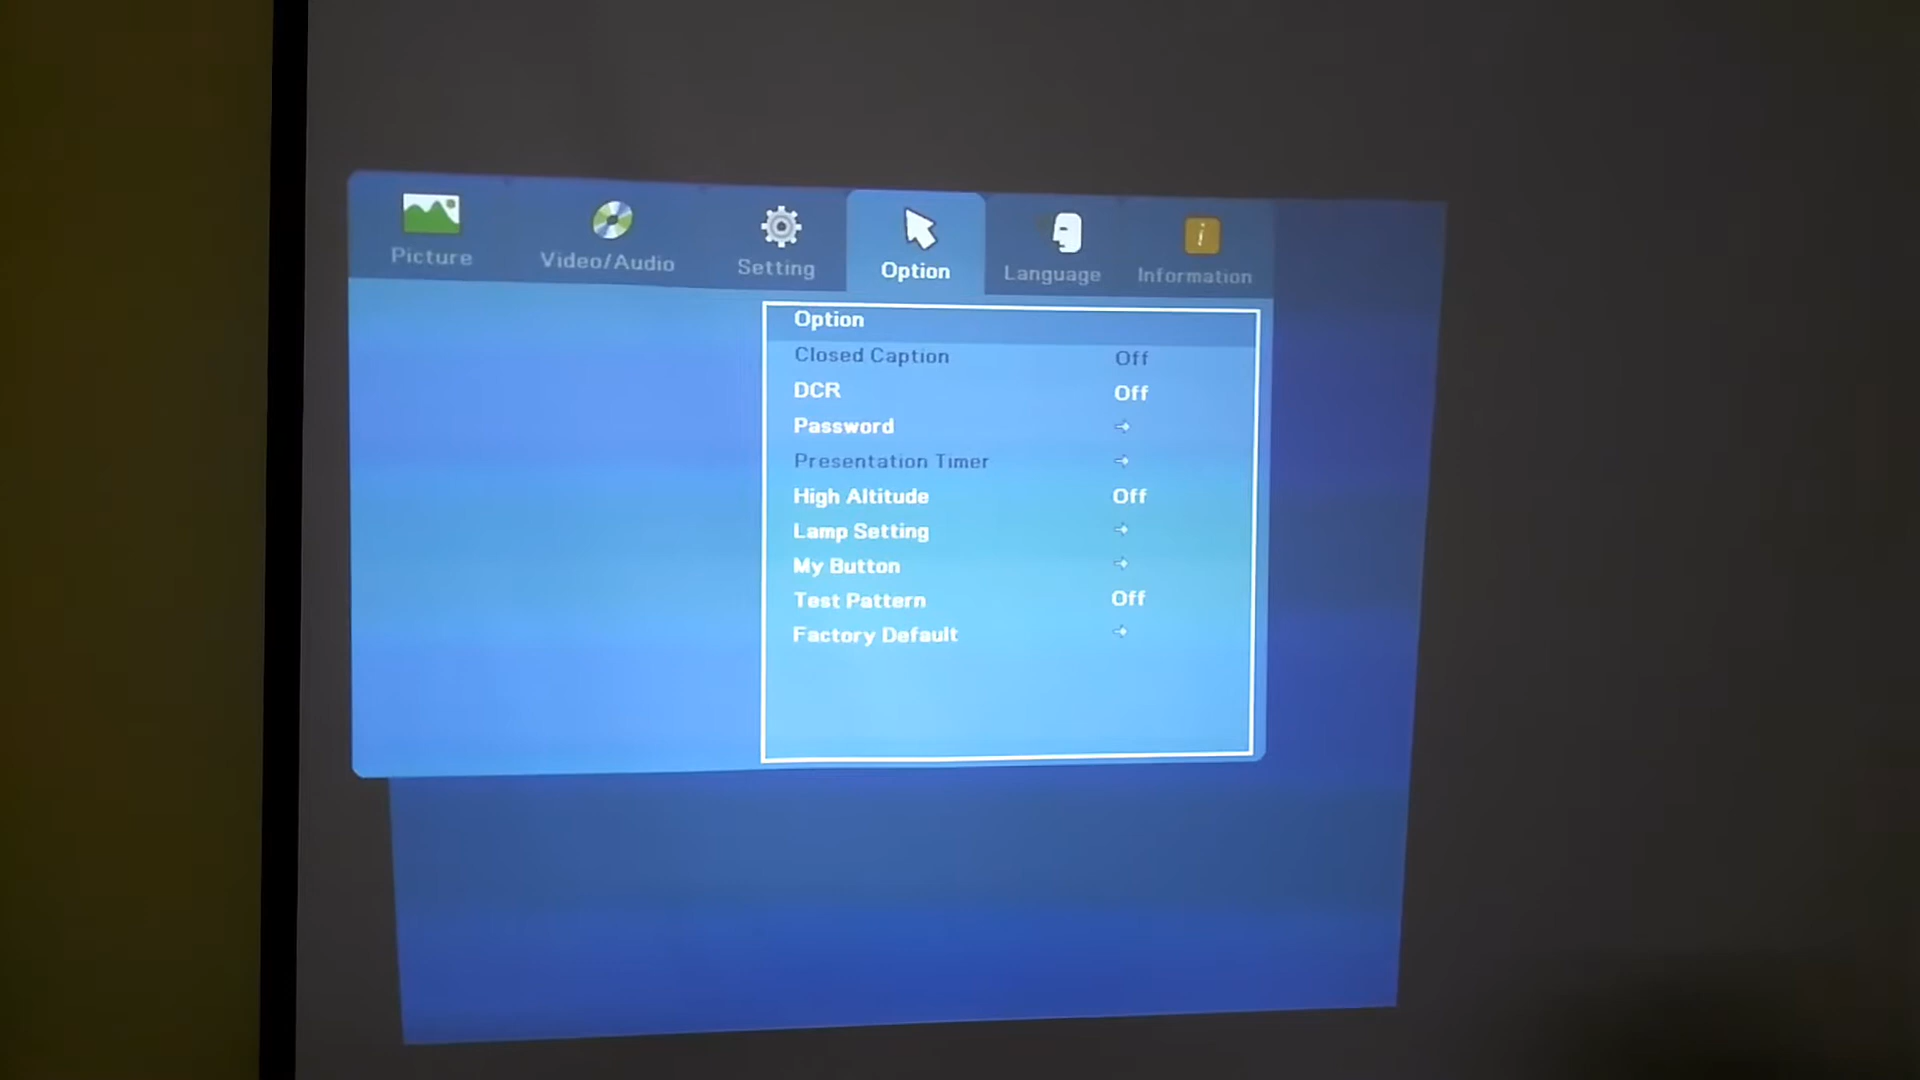 Picture Video/Audio Setting Option Language Information
Option
Closed Caption Off
DCR Off
Password
Presentation Timer
High Altitude Off
Lamp Setting
My Button
Test Pattern Off
Factory Default